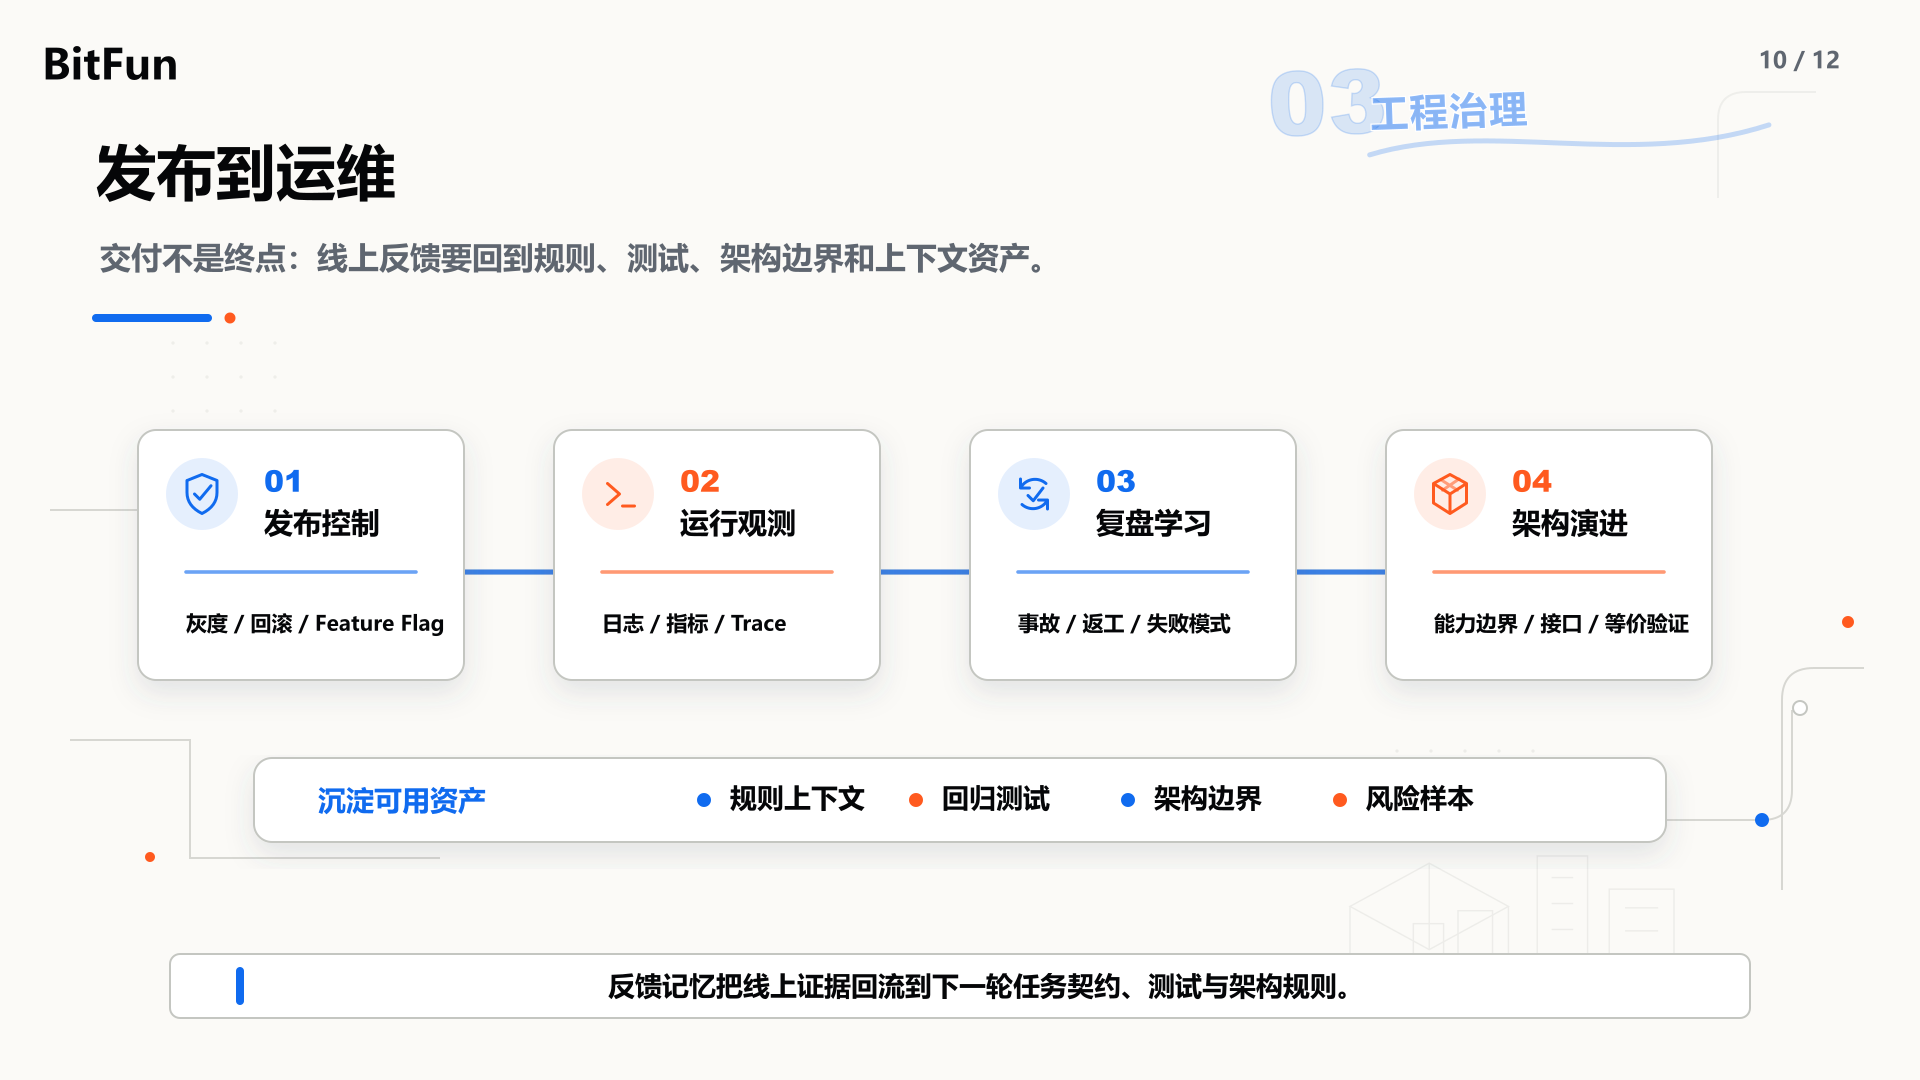 BitFun
10 / 12
03 工程治理
发布到运维
交付不是终点：线上反馈要回到规则、测试、架构边界和上下文资产。
01
发布控制
灰度 / 回滚 / Feature Flag
02
运行观测
日志 / 指标 / Trace
03
复盘学习
事故 / 返工 / 失败模式
04
架构演进
能力边界 / 接口 / 等价验证
沉淀可用资产
规则上下文
回归测试
架构边界
风险样本
反馈记忆把线上证据回流到下一轮任务契约、测试与架构规则。